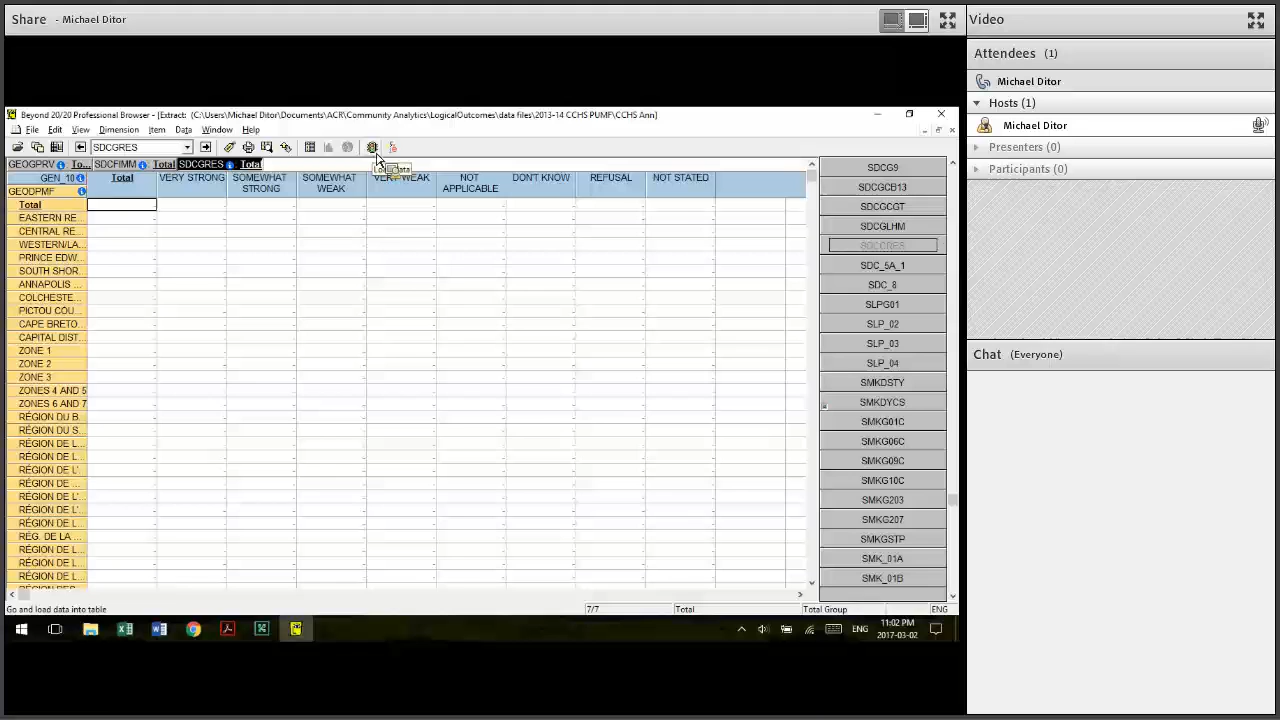 Share - Michael Ditor
Video
Attendees (1)
Michael Ditor
Hosts (1)
Michael Ditor
Presenters (0)
Participants (0)
Chat (Everyone)
Beyond 20/20 Professional Browser - [Extract: (C:\Users\Michael Ditor\Documents\ACR\Community Analytics\LogicalOutcomes\data files\2013-14 CCHS PUMF\CCHS Ann]
File Edit View Dimension Item Data Window Help
SDCGRES
GEOGPRV To... SDCFIMM Total SDCGRES Total
GEN_10 Total VERY STRONG SOMEWHAT STRONG SOMEWHAT WEAK VERY WEAK NOT APPLICABLE DON'T KNOW REFUSAL NOT STATED
GEODPMF
Total
EASTERN RE...
CENTRAL RE...
WESTERN/LA...
PRINCE EDW...
SOUTH SHOR...
ANNAPOLIS ...
COLCHESTE...
PICTOU COU...
CAPE BRETO...
CAPITAL DIST...
ZONE 1
ZONE 2
ZONE 3
ZONES 4 AND 5
ZONES 6 AND 7
RÉGION DU B...
RÉGION DU S...
RÉGION DE L...
RÉGION DE L...
RÉGION DE L'...
RÉGION DE ...
RÉGION DE L'...
RÉGION DE L...
RÉG. DE LA ...
RÉGION DE L...
RÉGION DE L...
RÉGION DE L...
SDCG9
SDCGCB13
SDCGCGT
SDCGLHM
SDCGRES
SDC_5A_1
SDC_8
SLPG01
SLP_02
SLP_03
SLP_04
SMKDSTY
SMKDYCS
SMKG01C
SMKG06C
SMKG09C
SMKG10C
SMKG203
SMKG207
SMKGSTP
SMK_01A
SMK_01B
Go and load data into table
7/7
Total
Total Group
ENG
ENG
11:02 PM
2017-03-02